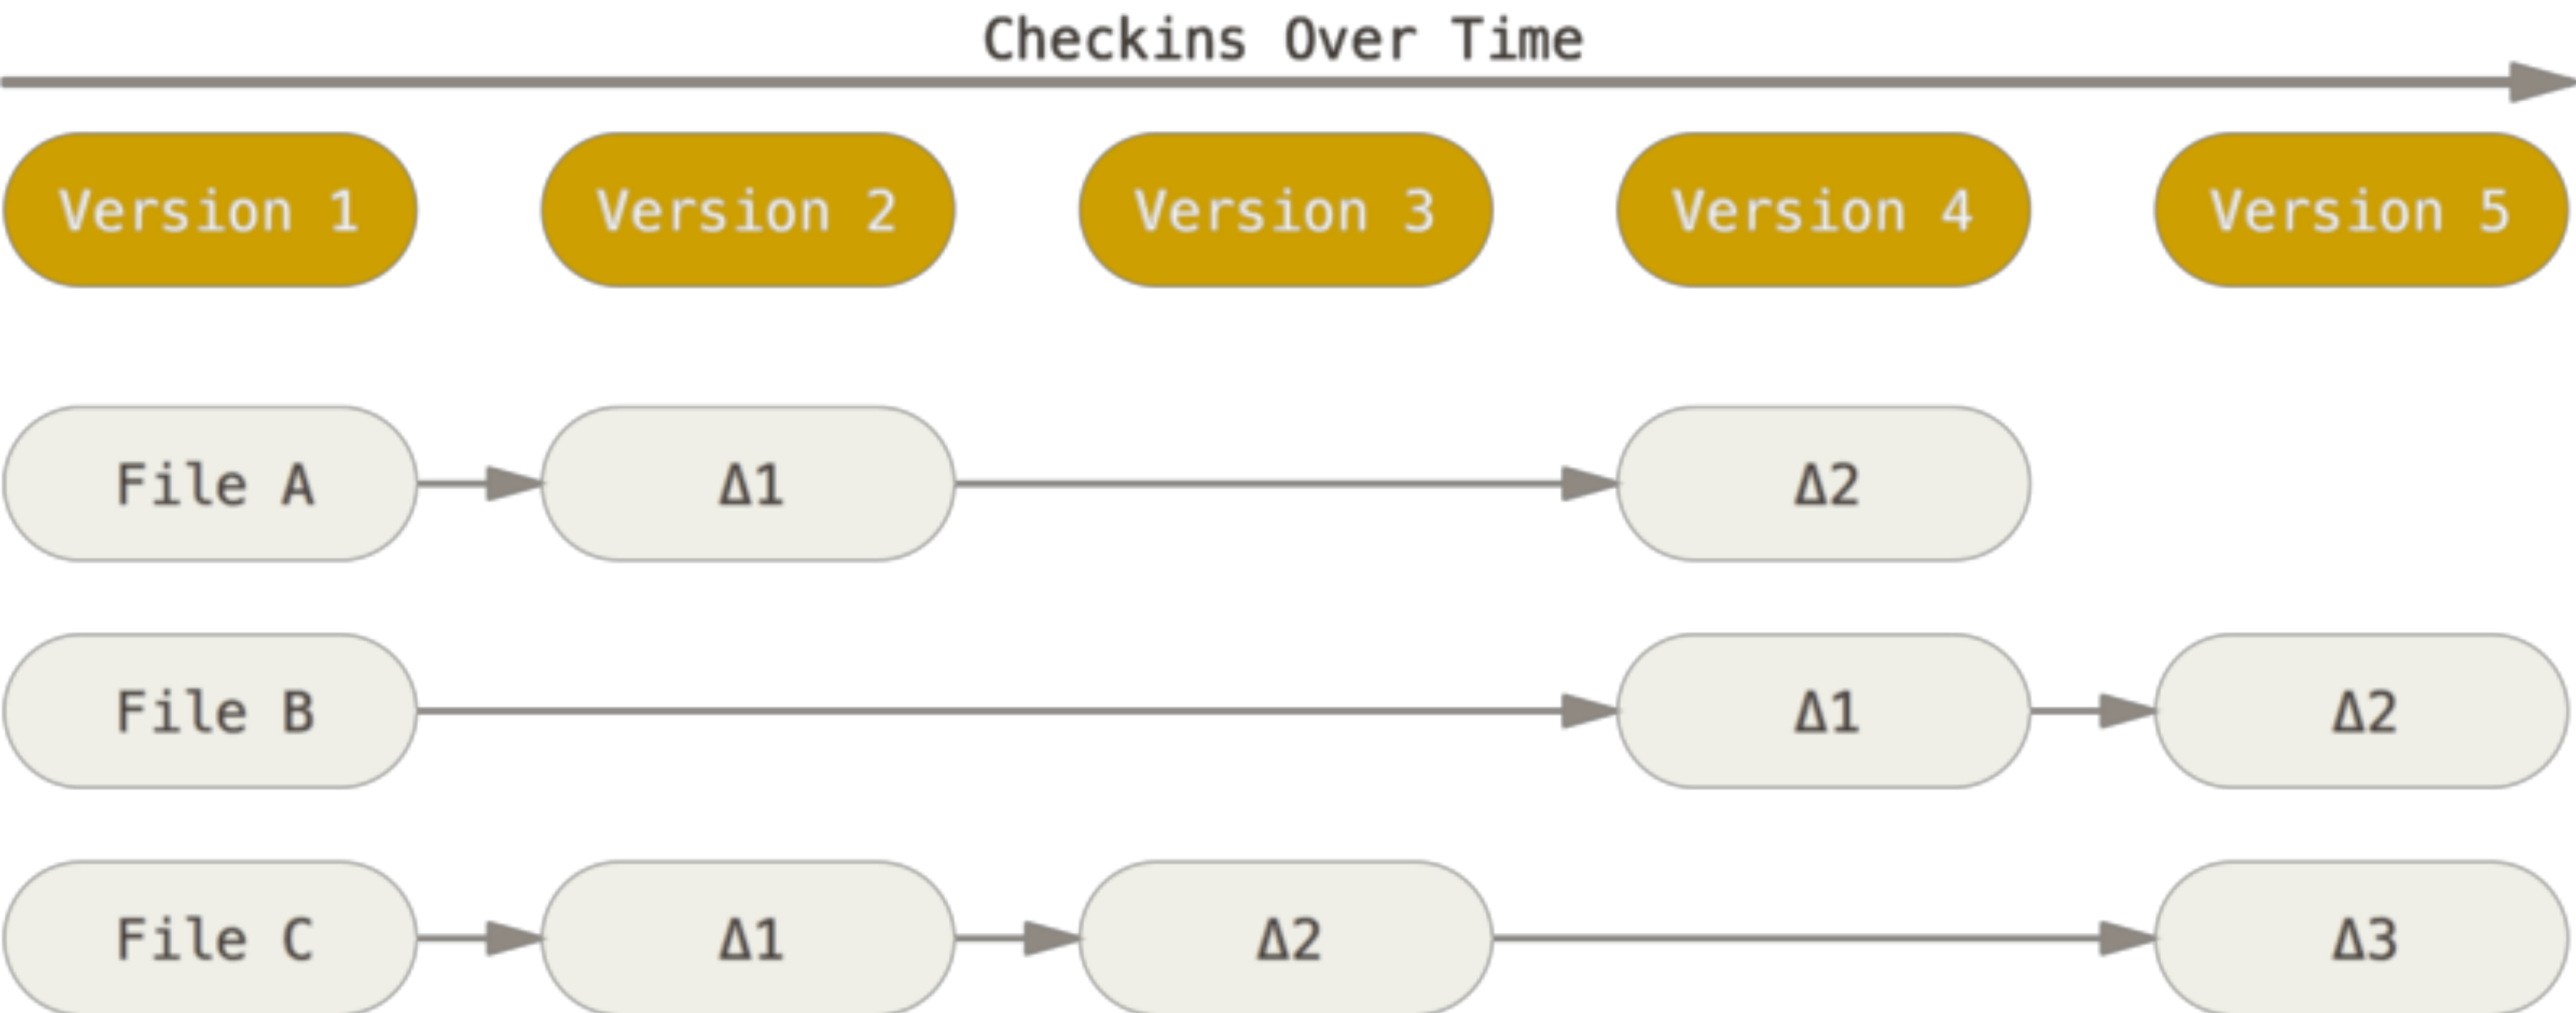 Checkins Over Time
Version 1 Version 2 Version 3 Version 4 Version 5
File A Δ1 Δ2
File B Δ1 Δ2
File C Δ1 Δ2 Δ3